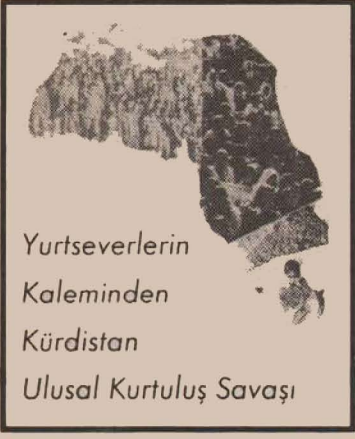 Yurtseverlerin
Kaleminden
Kürdistan
Ulusal Kurtuluş Savaşı